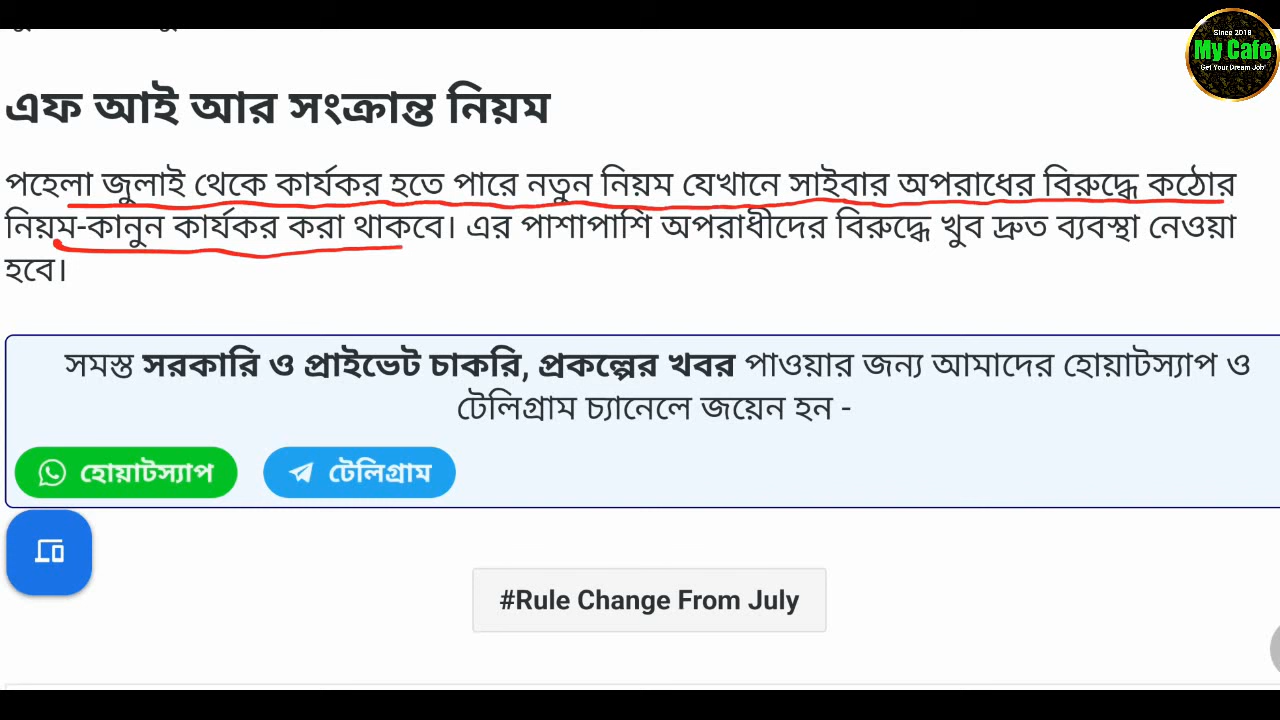 Since 2018
My Cafe
Get Your Dream Job
এফ আই আর সংক্রান্ত নিয়ম
পহেলা জুলাই থেকে কার্যকর হতে পারে নতুন নিয়ম যেখানে সাইবার অপরাধের বিরুদ্ধে কঠোর
নিয়ম-কানুন কার্যকর করা থাকবে। এর পাশাপাশি অপরাধীদের বিরুদ্ধে খুব দ্রুত ব্যবস্থা নেওয়া
হবে।
সমস্ত সরকারি ও প্রাইভেট চাকরি, প্রকল্পের খবর পাওয়ার জন্য আমাদের হোয়াটস্যাপ ও
টেলিগ্রাম চ্যানেলে জয়েন হন -
হোয়াটস্যাপ টেলিগ্রাম
#Rule Change From July